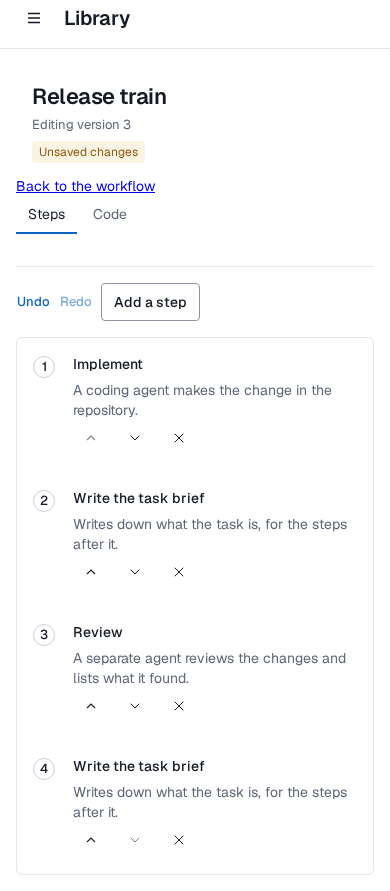 Library
Release train
Editing version 3
Unsaved changes
Back to the workflow
Steps Code
Undo Redo Add a step
1 Implement
A coding agent makes the change in the
repository.
2 Write the task brief
Writes down what the task is, for the steps
after it.
3 Review
A separate agent reviews the changes and
lists what it found.
4 Write the task brief
Writes down what the task is, for the steps
after it.